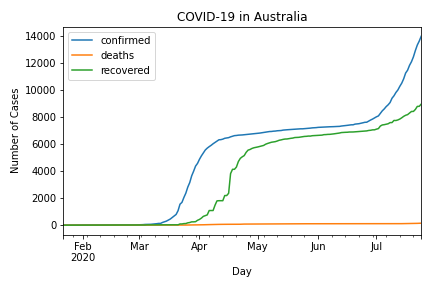 COVID-19 in Australia
confirmed
deaths
recovered
Number of Cases
14000
12000
10000
8000
6000
4000
2000
0
Feb Mar Apr May Jun Jul
2020
Day